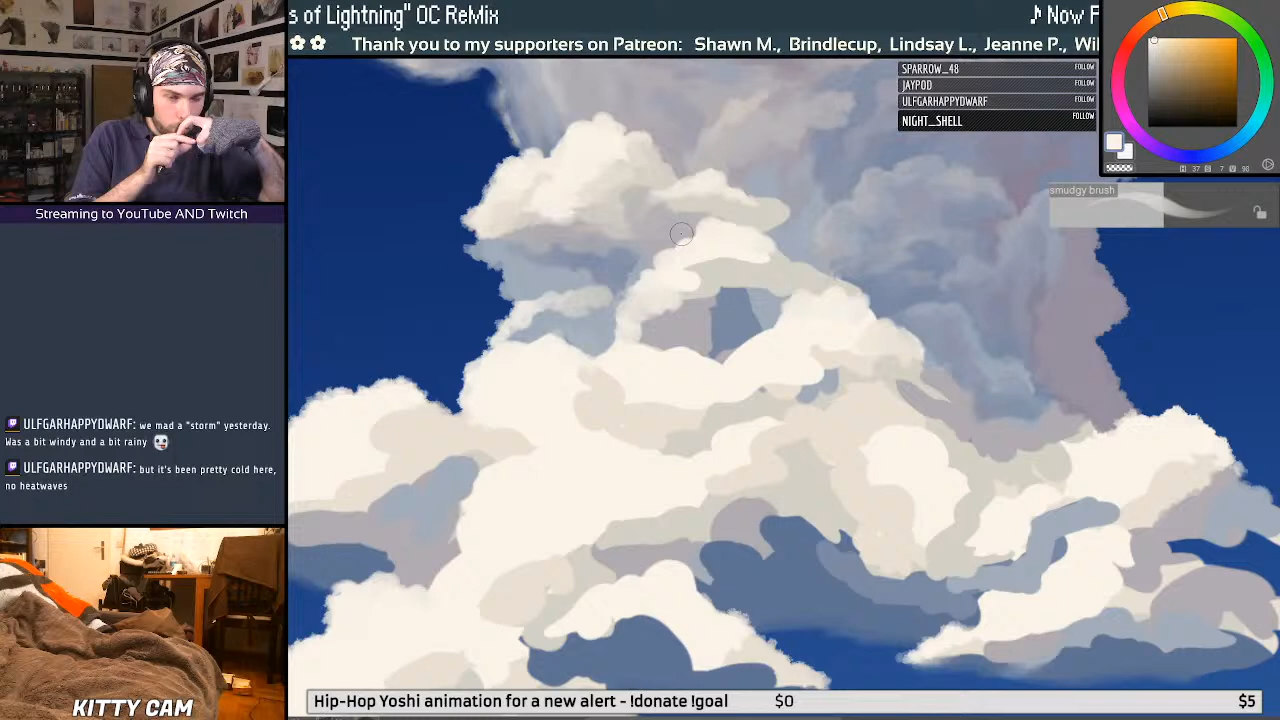 s of Lightning" OC ReMix
♪ Now F
✿ ✿ Thank you to my supporters on Patreon: Shawn M., Brindlecup, Lindsay L., Jeanne P., Wil
SPARROW_48 FOLLOW
JAYPOD FOLLOW
ULFGARHAPPYDWARF FOLLOW
NIGHT_SHELL FOLLOW
H 37 S 7 V 98
smudgy brush
Streaming to YouTube AND Twitch
ULFGARHAPPYDWARF: we mad a "storm" yesterday.
Was a bit windy and a bit rainy
ULFGARHAPPYDWARF: but it's been pretty cold here,
no heatwaves
KITTY CAM
Hip-Hop Yoshi animation for a new alert - !donate !goal $0 $5